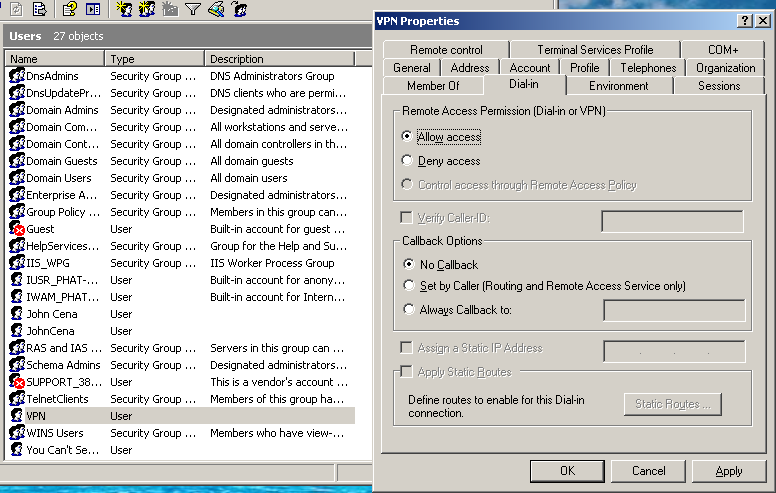 Users 27 objects
Name Type Description
DnsAdmins Security Group ... DNS Administrators Group
DnsUpdatePr... Security Group ... DNS clients who are permi...
Domain Admins Security Group ... Designated administrators...
Domain Com... Security Group ... All workstations and serve...
Domain Cont... Security Group ... All domain controllers in th...
Domain Guests Security Group ... All domain guests
Domain Users Security Group ... All domain users
Enterprise A... Security Group ... Designated administrators...
Group Policy ... Security Group ... Members in this group can...
Guest User Built-in account for guest ...
HelpServices... Security Group ... Group for the Help and Su...
IIS_WPG Security Group ... IIS Worker Process Group
IUSR_PHAT-... User Built-in account for anony...
IWAM_PHAT... User Built-in account for Intern...
John Cena User
JohnCena User
RAS and IAS ... Security Group ... Servers in this group can ...
Schema Admins Security Group ... Designated administrators...
SUPPORT_38... User This is a vendor's account ...
TelnetClients Security Group ... Members of this group ha...
VPN User
WINS Users Security Group ... Members who have view-...
You Can't Se... User
VPN Properties
Remote control Terminal Services Profile COM+
General Address Account Profile Telephones Organization
Member Of Dial-in Environment Sessions
Remote Access Permission (Dial-in or VPN)
Allow access
Deny access
Control access through Remote Access Policy
Verify Caller-ID:
Callback Options
No Callback
Set by Caller (Routing and Remote Access Service only)
Always Callback to:
Assign a Static IP Address
Apply Static Routes
Define routes to enable for this Dial-in
connection.
Static Routes ...
OK Cancel Apply